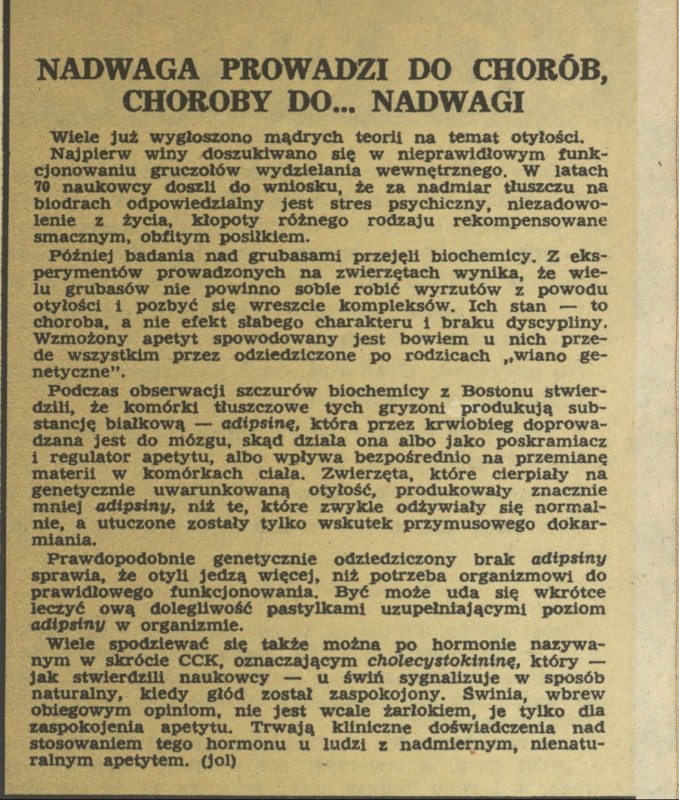 NADWAGA PROWADZI DO CHORÓB,
CHOROBY DO... NADWAGI
Wiele już wygłoszono mądrych teorii na temat otyłości.
Najpierw winy doszukiwano się w nieprawidłowym funk-
cjonowaniu gruczołów wydzielania wewnętrznego. W latach
70 naukowcy doszli do wniosku, że za nadmiar tłuszczu na
biodrach odpowiedzialny jest stres psychiczny, niezadowo-
lenie z życia, kłopoty różnego rodzaju rekompensowane
smacznym, obfitym posiłkiem.
Później badania nad grubasami przejęli biochemicy. Z eks-
perymentów prowadzonych na zwierzętach wynika, że wie-
lu grubasów nie powinno sobie robić wyrzutów z powodu
otyłości i pozbyć się wreszcie kompleksów. Ich stan — to
choroba, a nie efekt słabego charakteru i braku dyscypliny.
Wzmożony apetyt spowodowany jest bowiem u nich prze-
de wszystkim przez odziedziczone po rodzicach „wiano ge-
netyczne”.
Podczas obserwacji szczurów biochemicy z Bostonu stwier-
dzili, że komórki tłuszczowe tych gryzoni produkują sub-
stancję białkową — adipsinę, która przez krwiobieg doprowa-
dzana jest do mózgu, skąd działa ona albo jako poskramiacz
i regulator apetytu, albo wpływa bezpośrednio na przemianę
materii w komórkach ciała. Zwierzęta, które cierpiały na
genetycznie uwarunkowaną otyłość, produkowały znacznie
mniej adipsiny, niż te, które zwykle odżywiały się normal-
nie, a utuczone zostały tylko wskutek przymusowego dokar-
miania.
Prawdopodobnie genetycznie odziedziczony brak adipsiny
sprawia, że otyli jedzą więcej, niż potrzeba organizmowi do
prawidłowego funkcjonowania. Być może uda się wkrótce
leczyć ową dolegliwość pastylkami uzupełniającymi poziom
adipsiny w organizmie.
Wiele spodziewać się także można po hormonie nazywa-
nym w skrócie CCK, oznaczającym cholecystokininę, który —
jak stwierdzili naukowcy — u świń sygnalizuje w sposób
naturalny, kiedy głód został zaspokojony. Świnia, wbrew
obiegowym opiniom, nie jest wcale żarłokiem, je tylko dla
zaspokojenia apetytu. Trwają kliniczne doświadczenia nad
stosowaniem tego hormonu u ludzi z nadmiernym, nienatu-
ralnym apetytem. (jol)